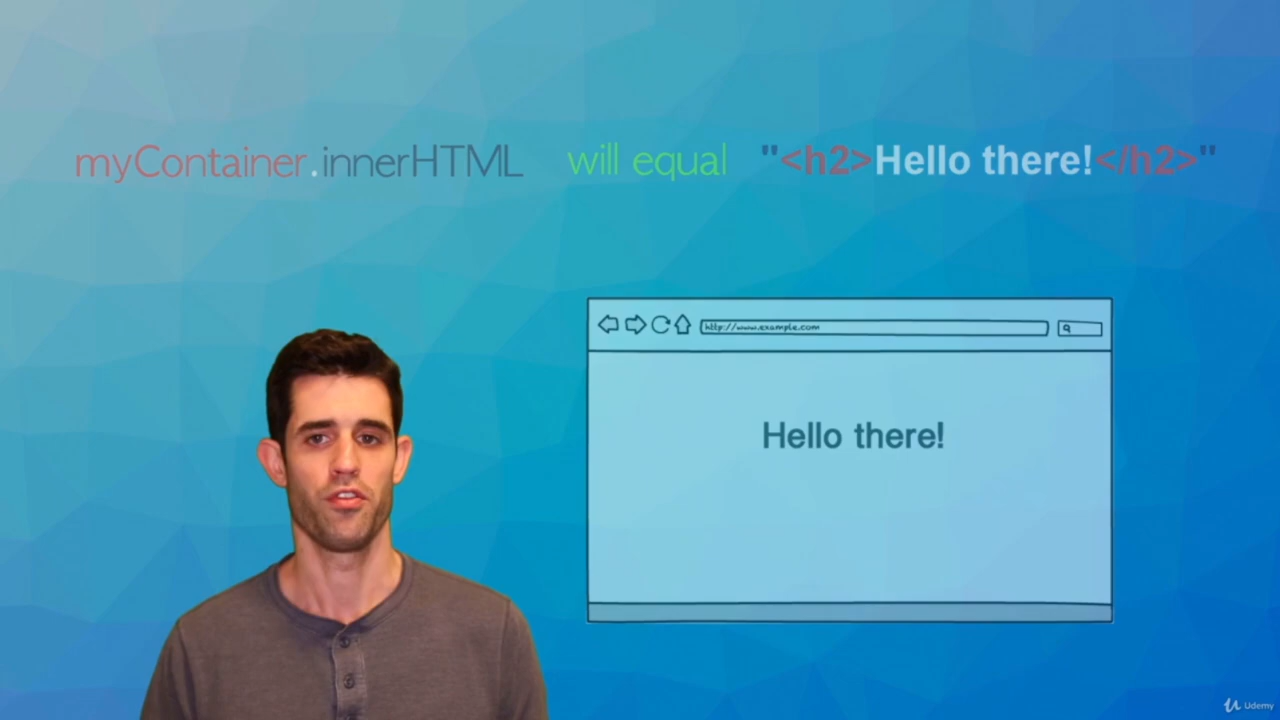 myContainer.innerHTML will equal "<h2>Hello there!</h2>"
http://www.example.com
Hello there!
Udemy